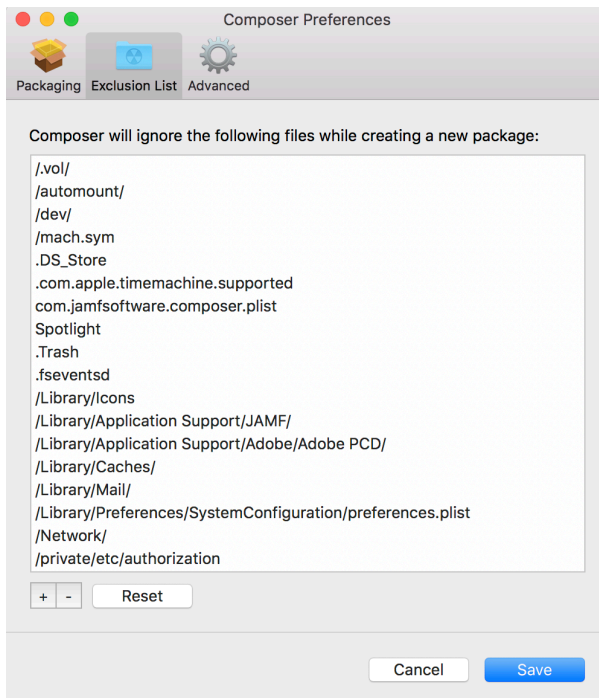 Composer Preferences
Packaging Exclusion List Advanced
Composer will ignore the following files while creating a new package:
/.vol/
/automount/
/dev/
/mach.sym
.DS_Store
.com.apple.timemachine.supported
com.jamfsoftware.composer.plist
Spotlight
.Trash
.fseventsd
/Library/Icons
/Library/Application Support/JAMF/
/Library/Application Support/Adobe/Adobe PCD/
/Library/Caches/
/Library/Mail/
/Library/Preferences/SystemConfiguration/preferences.plist
/Network/
/private/etc/authorization
+ - Reset
Cancel Save